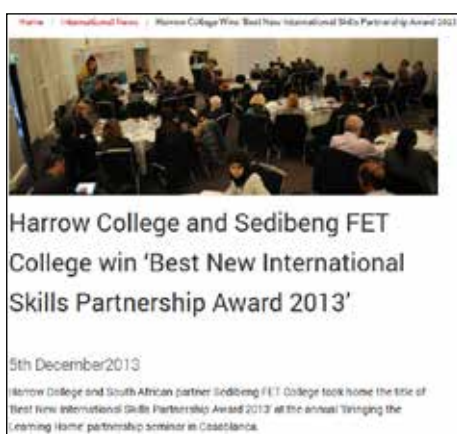 Home / International News / Harrow College Wins 'Best New International Skills Partnership Award 2013
Harrow College and Sedibeng FET
College win 'Best New International
Skills Partnership Award 2013'
5th December2013
Harrow College and South African partner Sedibeng FET College took home the title of
'Best New International Skills Partnership Award 2013' at the annual 'Bringing the
Learning Home' partnership seminar in Casablanca.